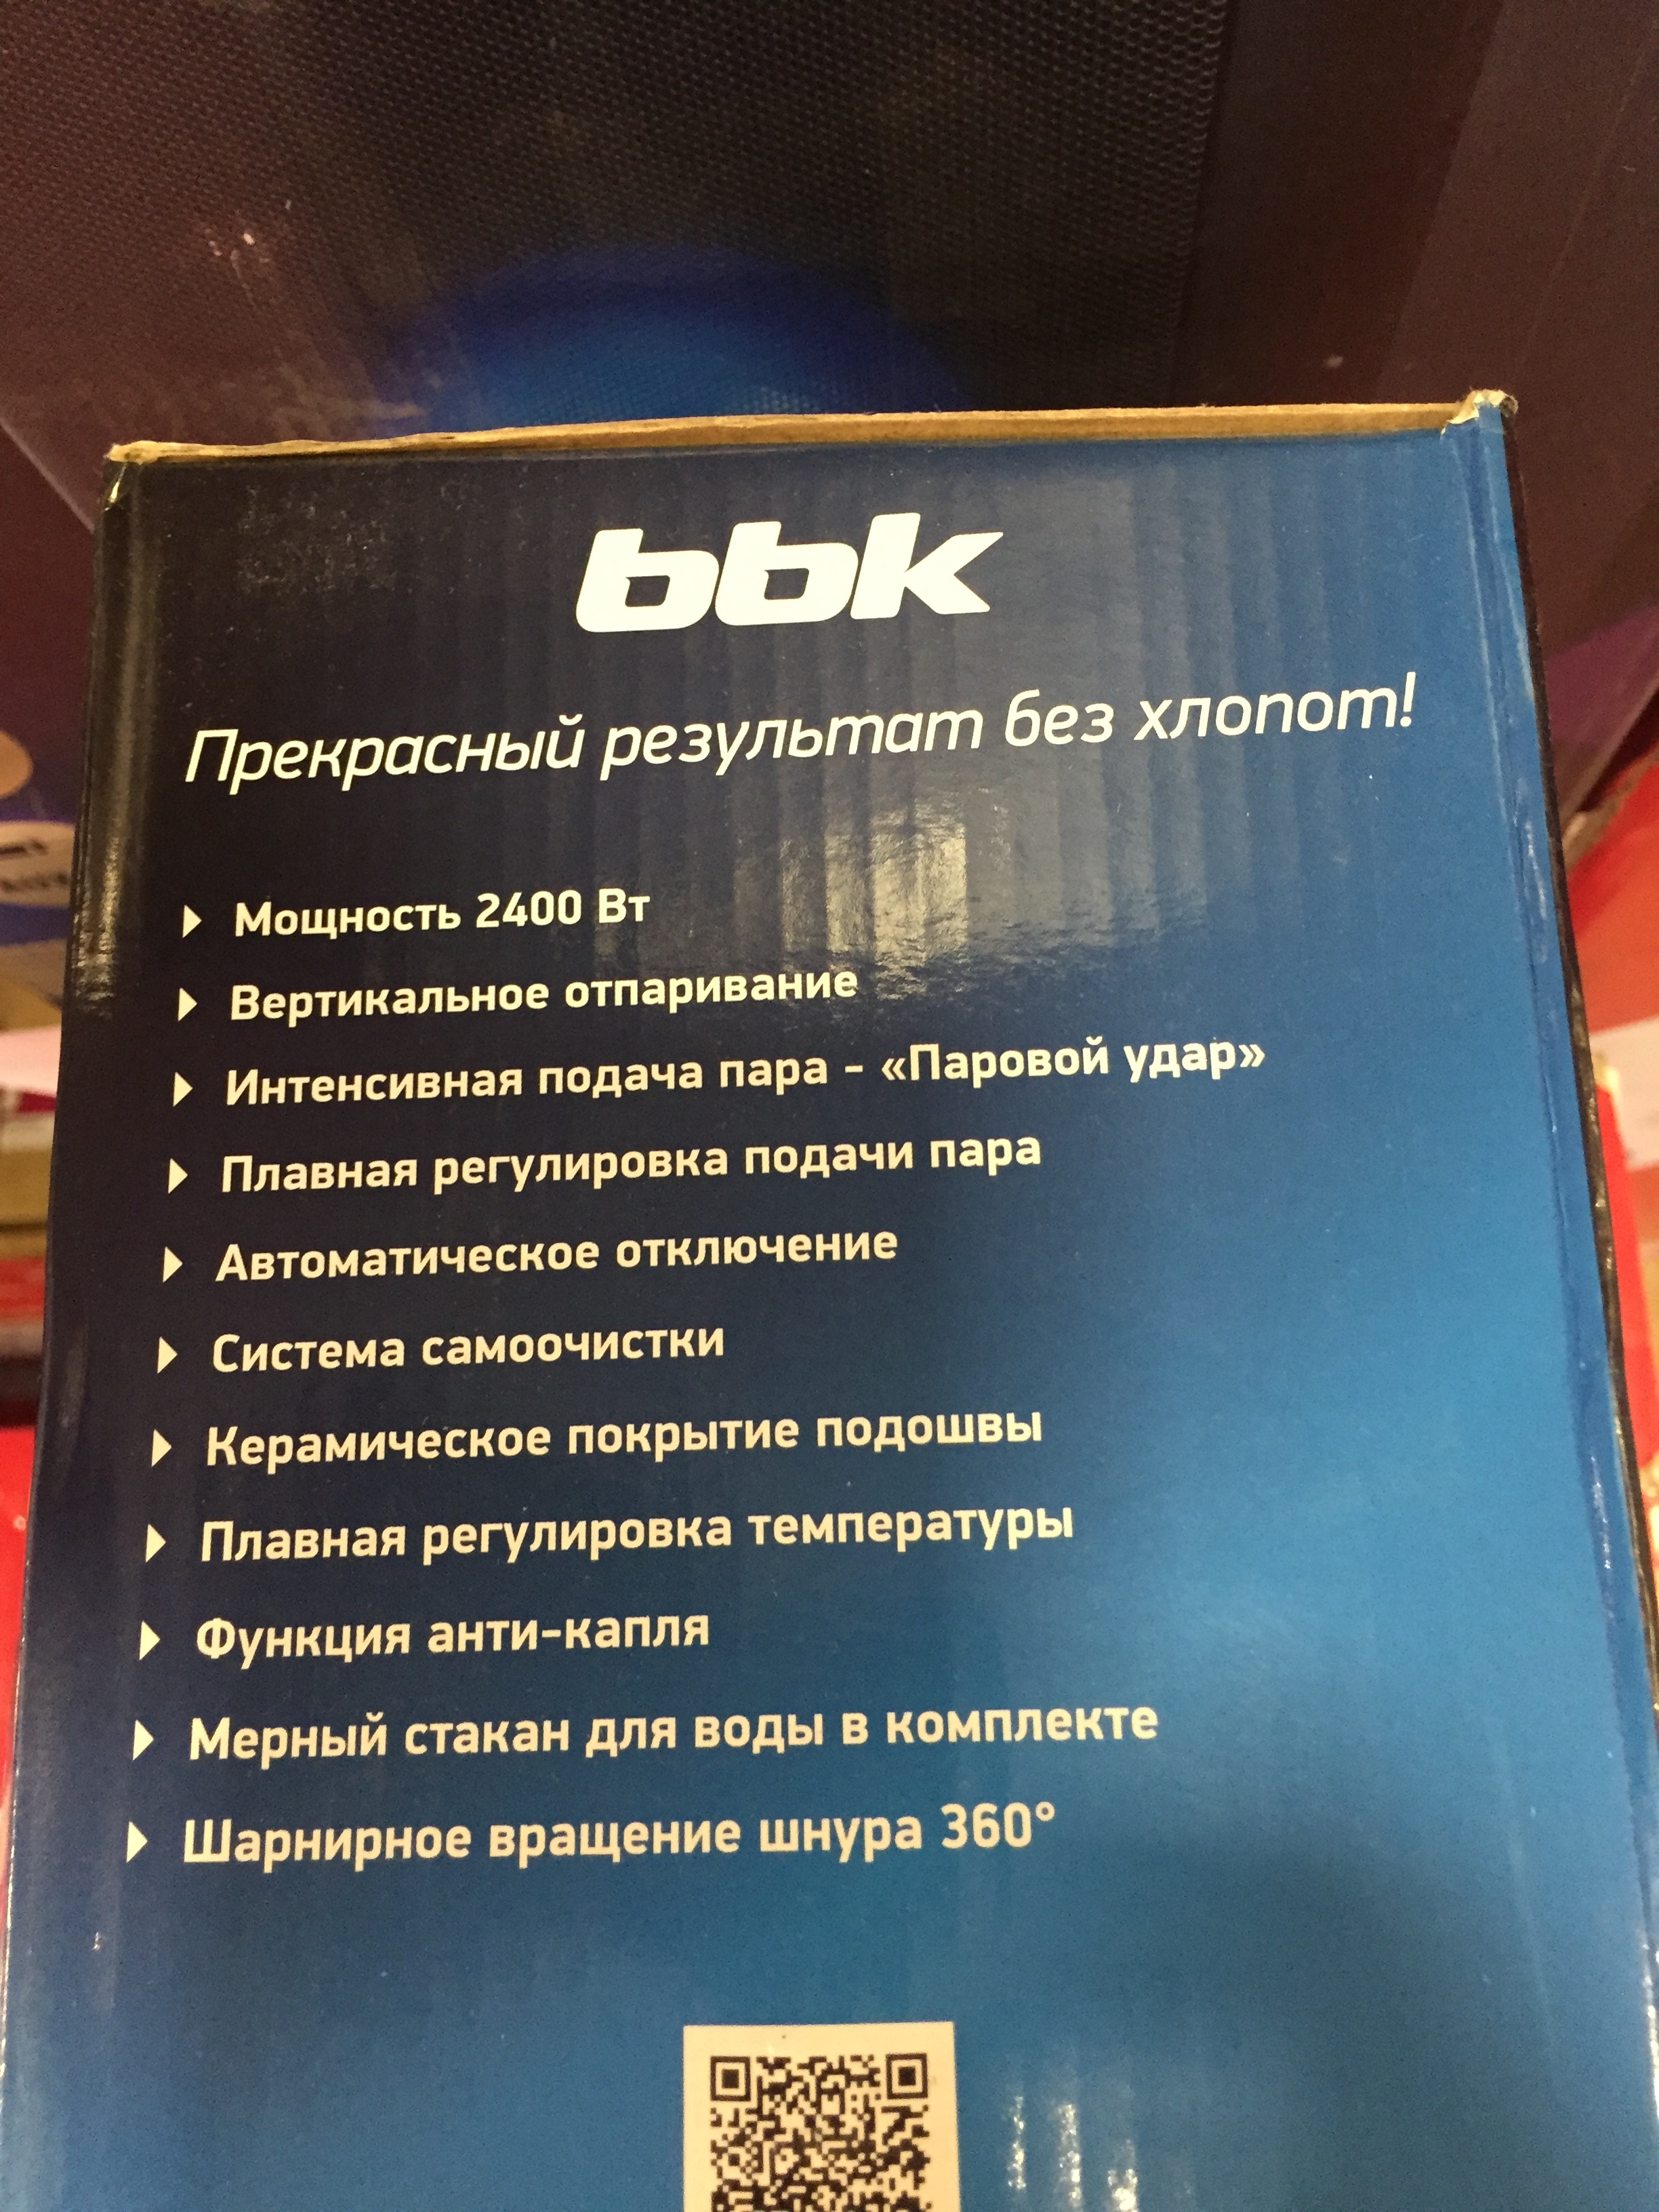 bbk
Прекрасный результат без хлопот!
Мощность 2400 Вт
Вертикальное отпаривание
Интенсивная подача пара - «Паровой удар»
Плавная регулировка подачи пара
Автоматическое отключение
Система самоочистки
Керамическое покрытие подошвы
Плавная регулировка температуры
Функция анти-капля
Мерный стакан для воды в комплекте
Шарнирное вращение шнура 360°